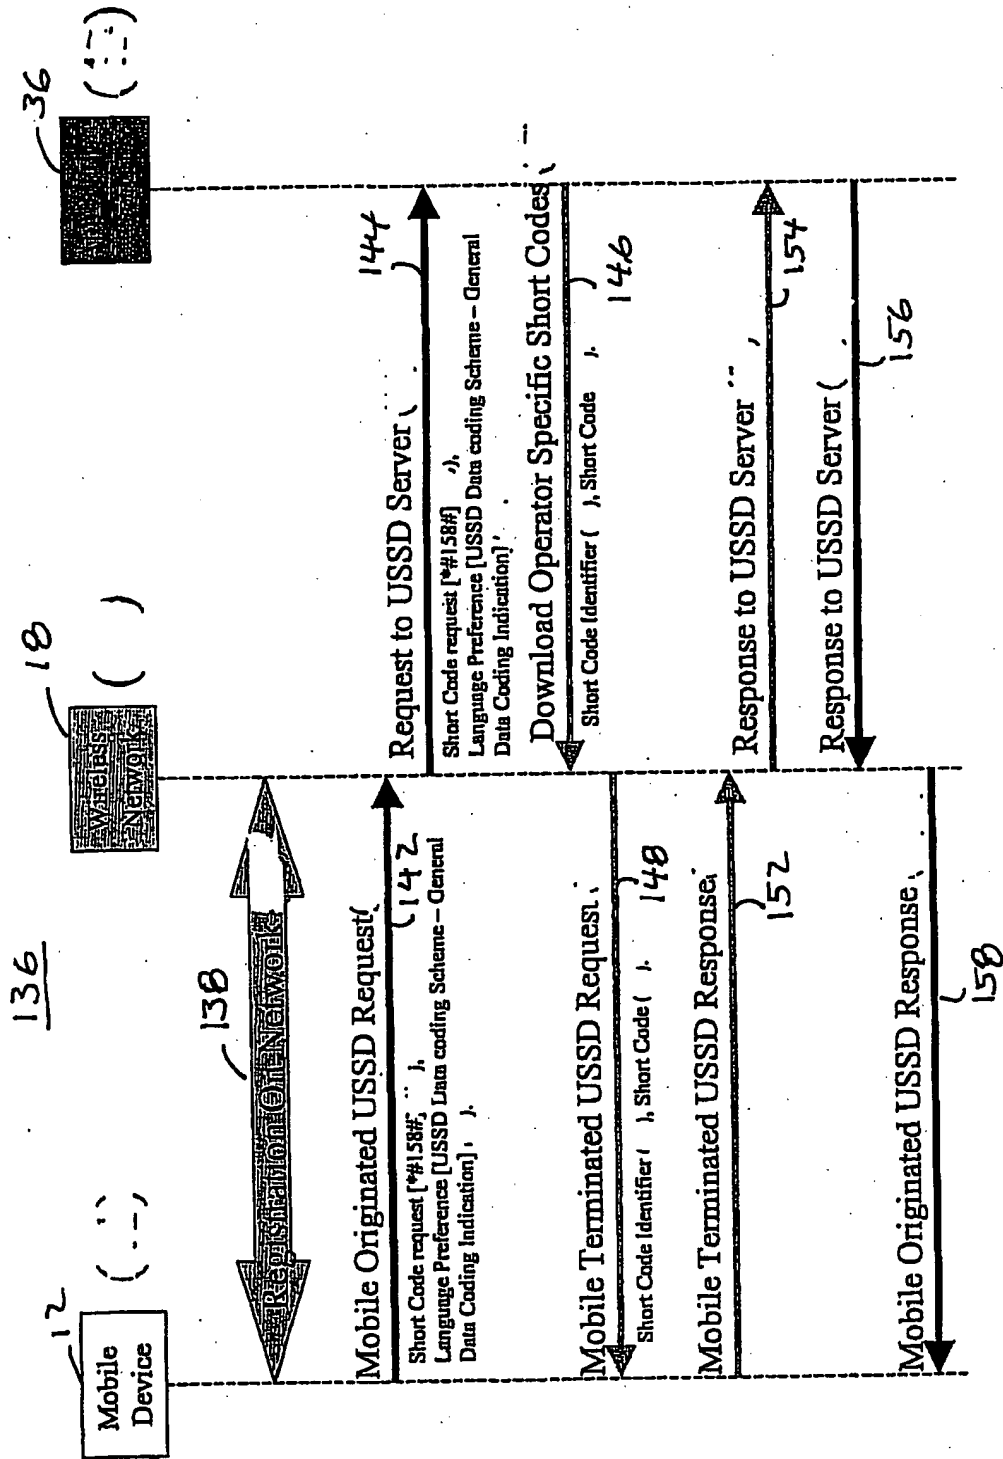 136
12
Mobile
Device
18
Wireless
Network
36
138
Registration On Network
Mobile Originated USSD Request
142
Short Code request [*#158#,
Language Preference [USSD Data coding Scheme – General
Data Coding Indication]
Request to USSD Server
144
Short Code request [*#158#]
Language Preference [USSD Data coding Scheme – General
Data Coding Indication]
Download Operator Specific Short Codes
146
Short Code Identifier ( ), Short Code ).
Mobile Terminated USSD Request
148
Short Code Identifier ( ), Short Code ( ).
Mobile Terminated USSD Response
152
Response to USSD Server
154
Response to USSD Server (
156
Mobile Originated USSD Response
158